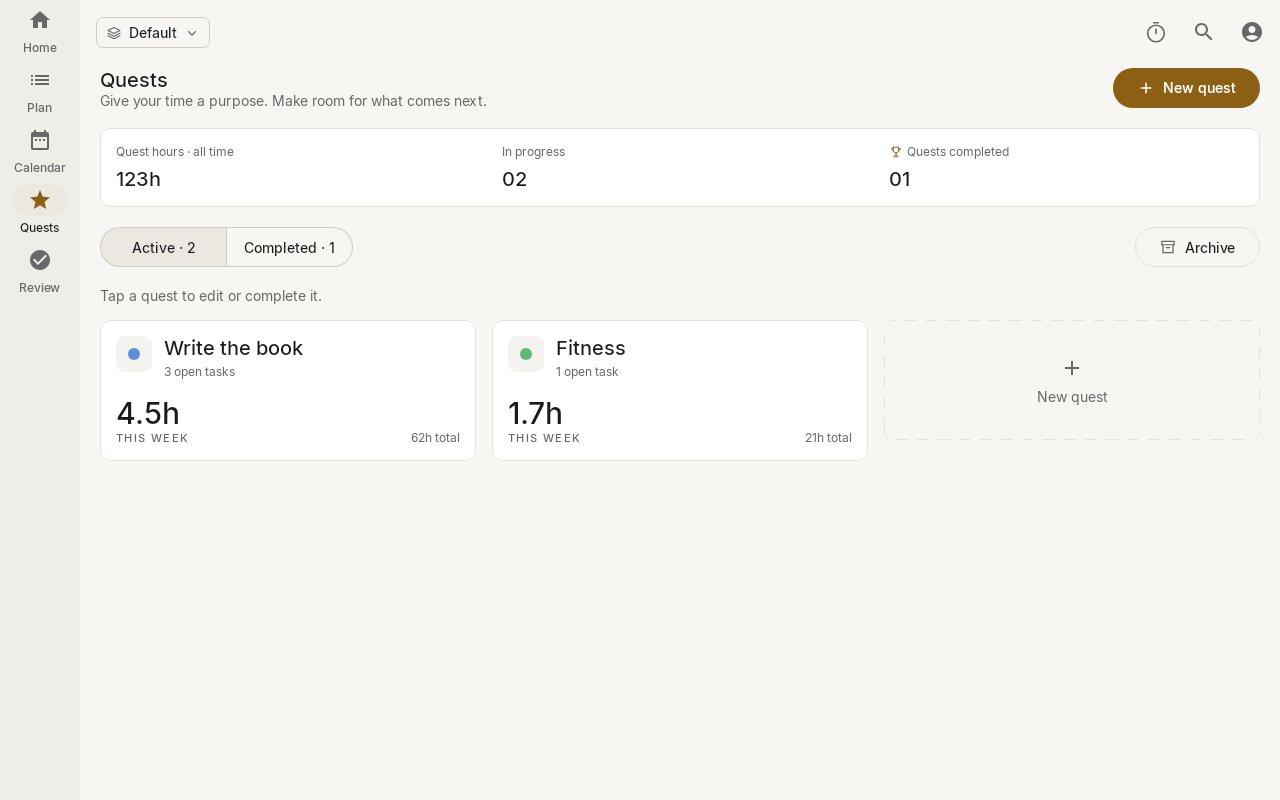 Home
Plan
Calendar
Quests
Review
Default
Quests
Give your time a purpose. Make room for what comes next.
New quest
Quest hours · all time
123h
In progress
02
Quests completed
01
Active · 2
Completed · 1
Archive
Tap a quest to edit or complete it.
Write the book
3 open tasks
4.5h
THIS WEEK
62h total
Fitness
1 open task
1.7h
THIS WEEK
21h total
New quest